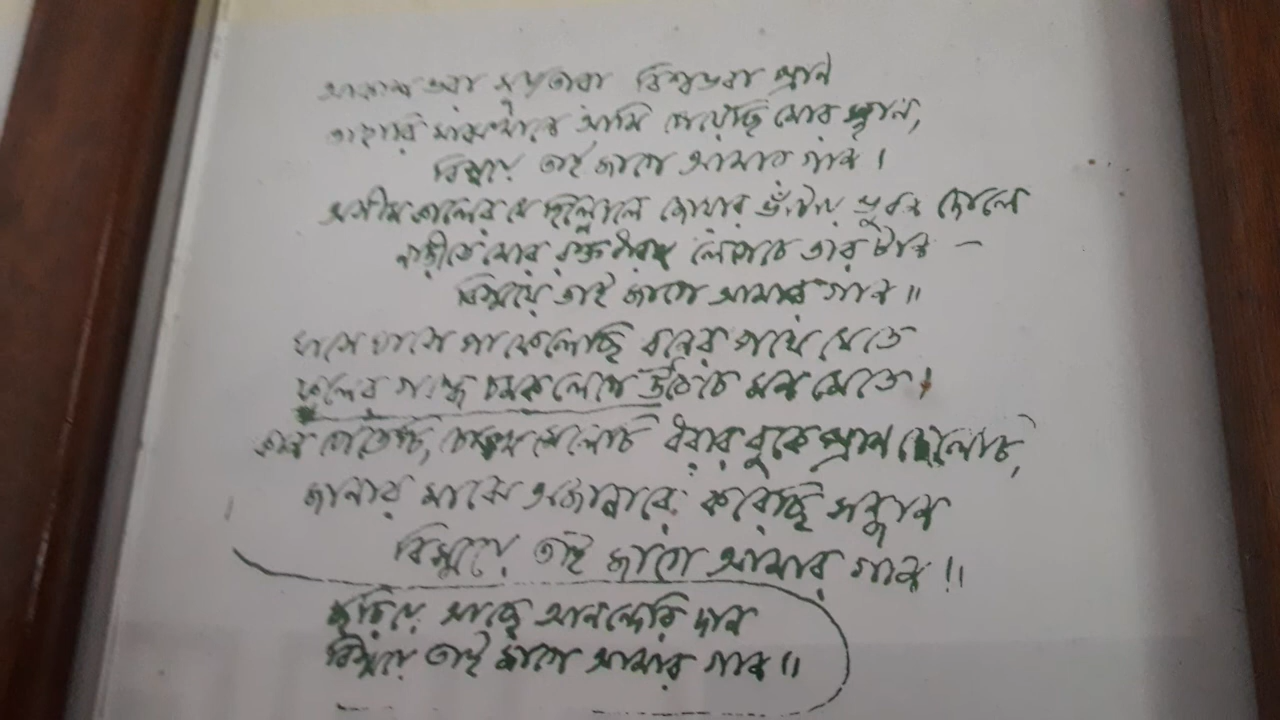 আকাশ ভরা সূর্য্যতারা বিশ্বভরা প্রাণ
তাহারি মাঝখানে আমি পেয়েছি মোর স্থান,
বিস্ময়ে তাই জাগে আমার গান।
অসীম কালের যে হিল্লোলে জোয়ার ভাঁটায় ভুবন দোলে
নাড়ীতে মোর রক্তধারায় লেগেচে তার টান –
বিস্ময়ে তাই জাগে আমার গান॥
ঘাসে ঘাসে পা ফেলেছি বনের পথে যেতে
ফুলের গন্ধে চমক লেগে উঠেচে মন মেতে।
কান পেতেচি, চোখ মেলেচি ধরার বুকে প্রাণ ঢেলেচি,
জানার মাঝে অজানারে করেছি সন্ধান
বিস্ময়ে তাই জাগে আমার গান॥
ছড়িয়ে আছে আনন্দেরি দান
বিস্ময়ে তাই জাগে আমার গান॥